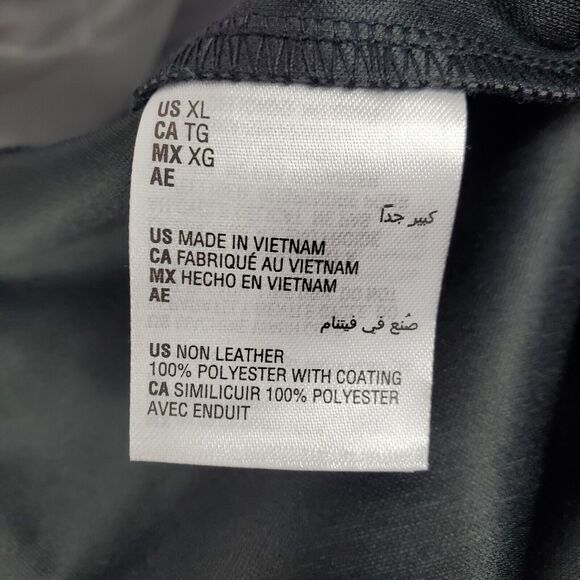 US XL
CA TG
MX XG
AE
كبير جدًا
US MADE IN VIETNAM
CA FABRIQUÉ AU VIETNAM
MX HECHO EN VIETNAM
AE
صُنع في فيتنام
US NON LEATHER
100% POLYESTER WITH COATING
CA SIMILICUIR 100% POLYESTER
AVEC ENDUIT